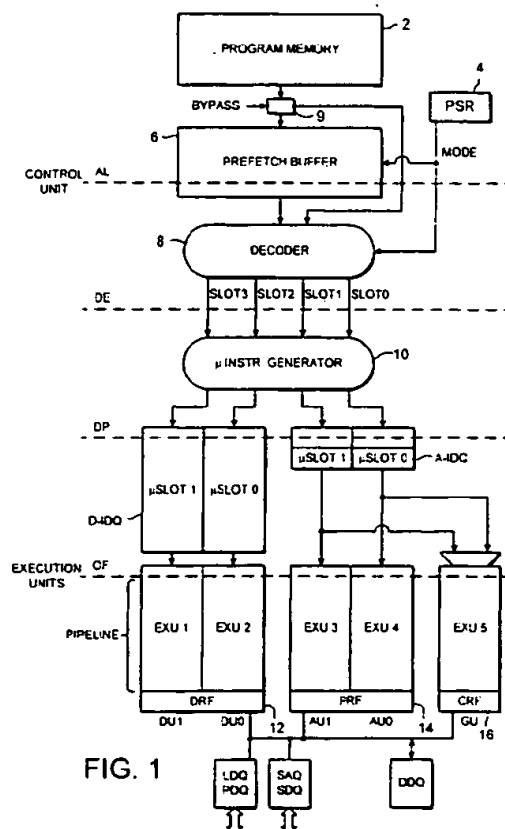 PROGRAM MEMORY
2
4
BYPASS
9
PSR
6
PREFETCH BUFFER
MODE
CONTROL UNIT
AL
8
DECODER
SLOT3 SLOT2 SLOT1 SLOT0
DE
µ INSTR GENERATOR
10
DP
µSLOT 1 µSLOT 0
A-IDQ
µSLOT 1 µSLOT 0
D-IDQ
EXECUTION UNITS
OF
PIPELINE
EXU 1 EXU 2 EXU 3 EXU 4 EXU 5
DRF PRF CRF
DU1 DU0 12 AU1 AU0 14 GU 16
FIG. 1
LDQ SAQ DDQ
PDQ SDQ